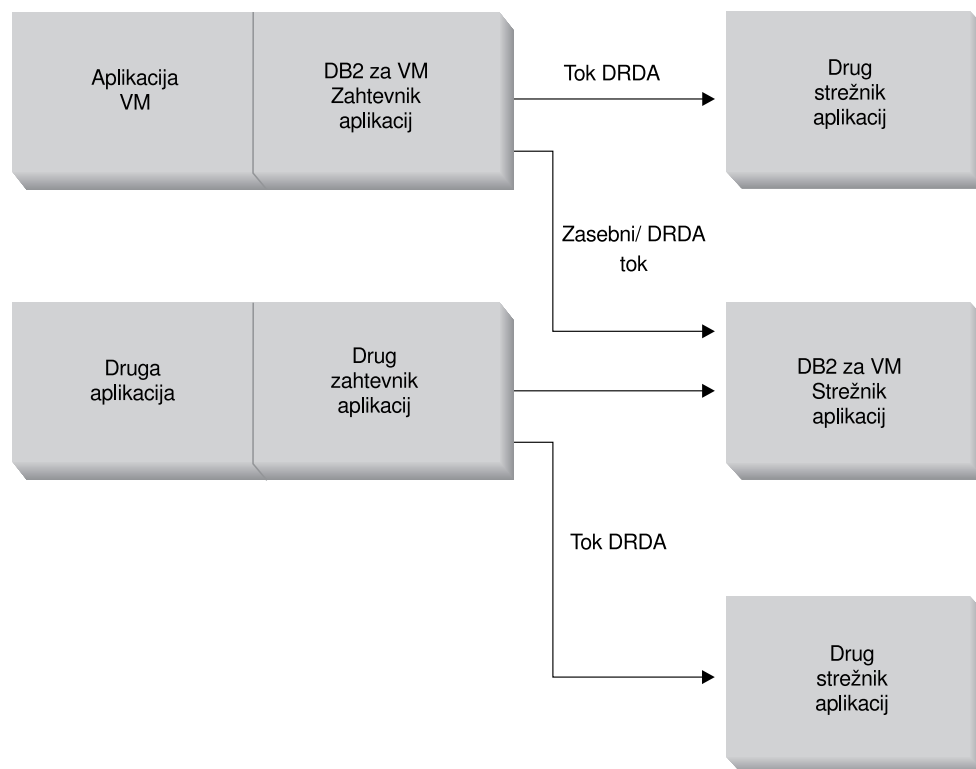 Aplikacija
VM
DB2 za VM
Zahtevnik
aplikacij
Tok DRDA
Drug
strežnik
aplikacij
Zasebni/ DRDA
tok
Druga
aplikacija
Drug
zahtevnik
aplikacij
DB2 za VM
Strežnik
aplikacij
Tok DRDA
Drug
strežnik
aplikacij